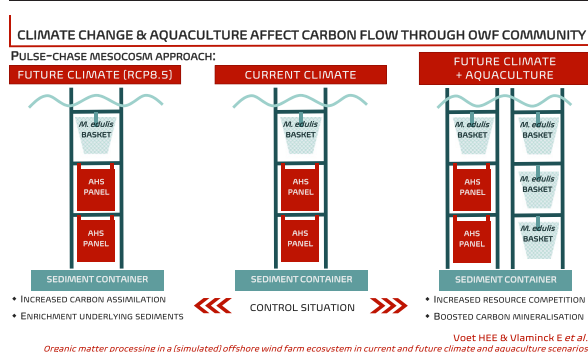 CLIMATE CHANGE & AQUACULTURE AFFECT CARBON FLOW THROUGH OWF COMMUNITY
PULSE-CHASE MESOCOSM APPROACH:
FUTURE CLIMATE (RCP8.5)
CURRENT CLIMATE
FUTURE CLIMATE
+ AQUACULTURE
M. edulis
BASKET
M. edulis
BASKET
M. edulis
BASKET
M. edulis
BASKET
AHS
PANEL
AHS
PANEL
AHS
PANEL
M. edulis
BASKET
AHS
PANEL
AHS
PANEL
AHS
PANEL
M. edulis
BASKET
SEDIMENT CONTAINER
SEDIMENT CONTAINER
SEDIMENT CONTAINER
• INCREASED CARBON ASSIMILATION
• ENRICHMENT UNDERLYING SEDIMENTS
CONTROL SITUATION
• INCREASED RESOURCE COMPETITION
• BOOSTED CARBON MINERALISATION
Voet HEE & Vlaminck E et al.
Organic matter processing in a (simulated) offshore wind farm ecosystem in current and future climate and aquaculture scenarios